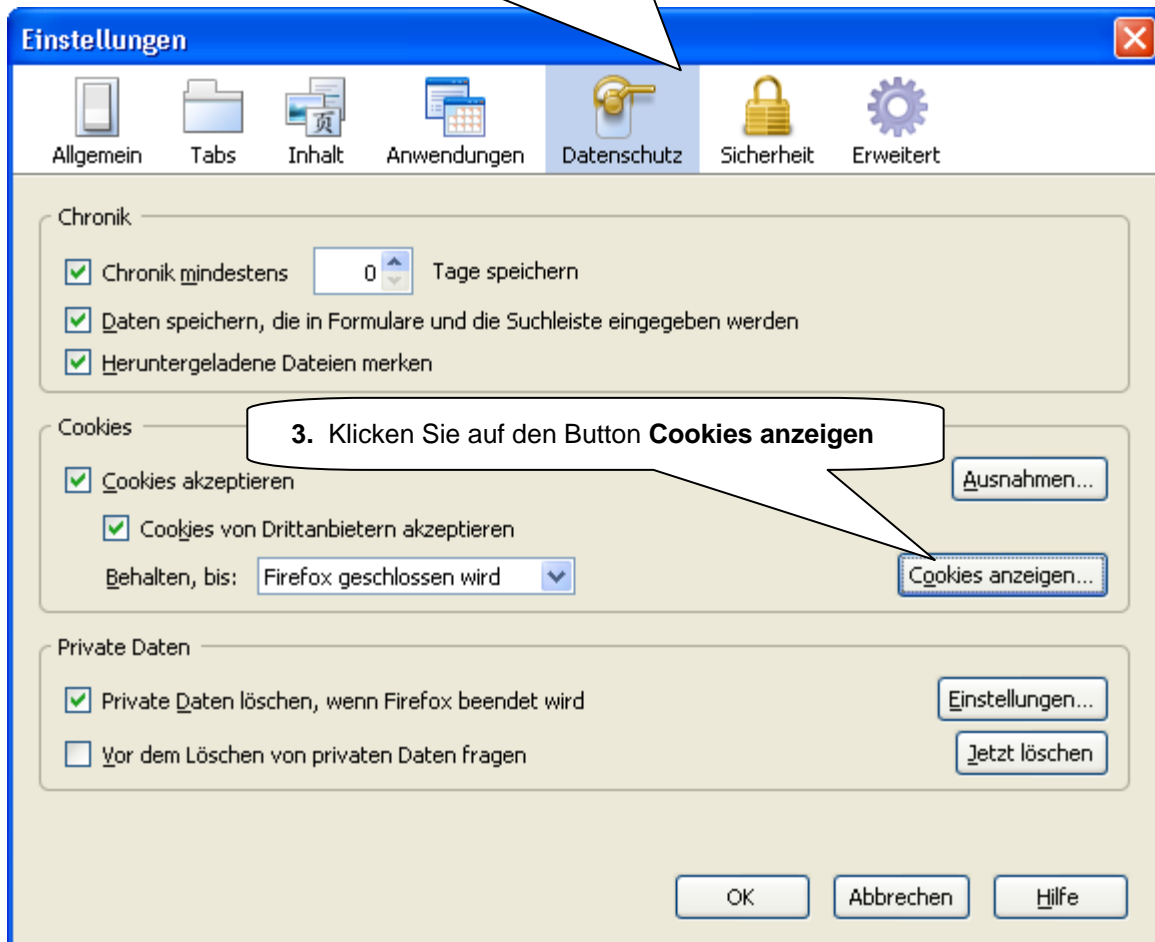 Einstellungen
Allgemein Tabs Inhalt Anwendungen Datenschutz Sicherheit Erweitert
页
Chronik
Chronik mindestens 0 Tage speichern
Daten speichern, die in Formulare und die Suchleiste eingegeben werden
Heruntergeladene Dateien merken
Cookies
3. Klicken Sie auf den Button Cookies anzeigen
Cookies akzeptieren Ausnahmen...
Cookies von Drittanbietern akzeptieren
Behalten, bis: Firefox geschlossen wird Cookies anzeigen...
Private Daten
Private Daten löschen, wenn Firefox beendet wird Einstellungen...
Vor dem Löschen von privaten Daten fragen Jetzt löschen
OK Abbrechen Hilfe